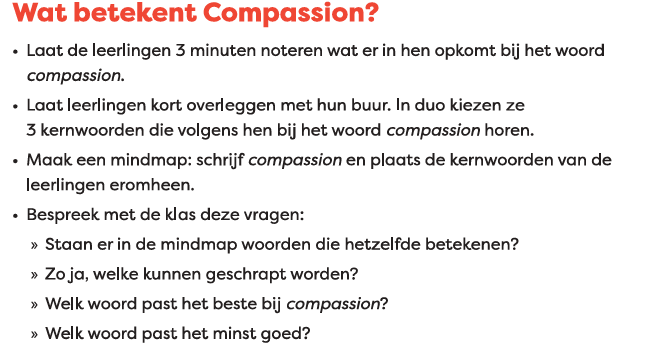 Wat betekent Compassion?
• Laat de leerlingen 3 minuten noteren wat er in hen opkomt bij het woord
compassion.
• Laat leerlingen kort overleggen met hun buur. In duo kiezen ze
3 kernwoorden die volgens hen bij het woord compassion horen.
• Maak een mindmap: schrijf compassion en plaats de kernwoorden van de
leerlingen eromheen.
• Bespreek met de klas deze vragen:
» Staan er in de mindmap woorden die hetzelfde betekenen?
» Zo ja, welke kunnen geschrapt worden?
» Welk woord past het beste bij compassion?
» Welk woord past het minst goed?